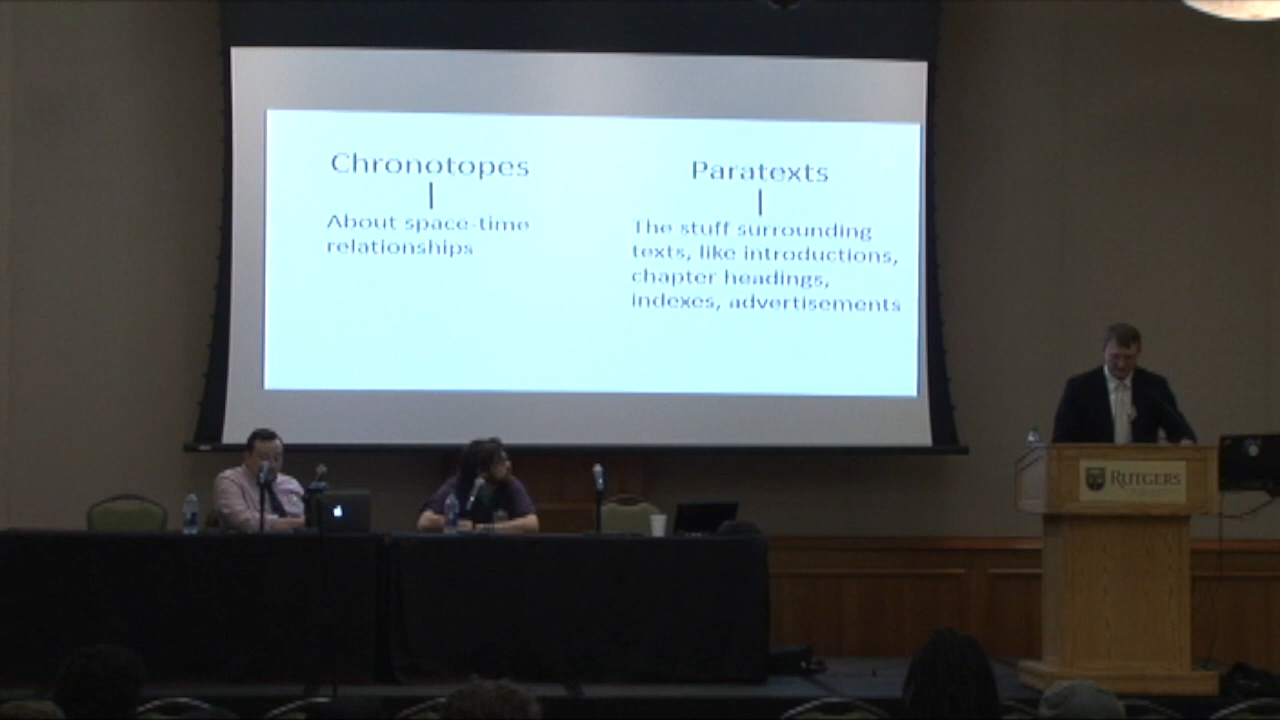 Chronotopes
About space-time
relationships
Paratexts
The stuff surrounding
texts, like introductions,
chapter headings,
indexes, advertisements
RUTGERS